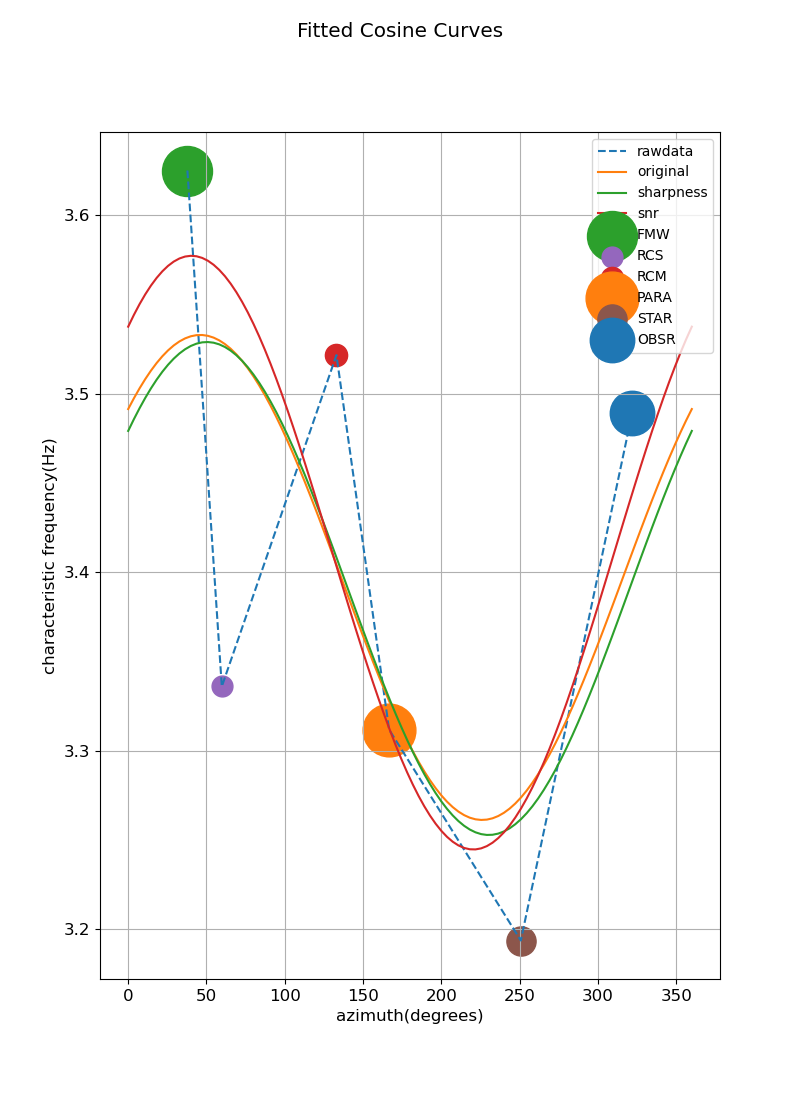 Fitted Cosine Curves
rawdata
original
sharpness
snr
FMW
RCS
RCM
PARA
STAR
OBSR
3.6
3.5
3.4
3.3
3.2
characteristic frequency(Hz)
0 50 100 150 200 250 300 350
azimuth(degrees)